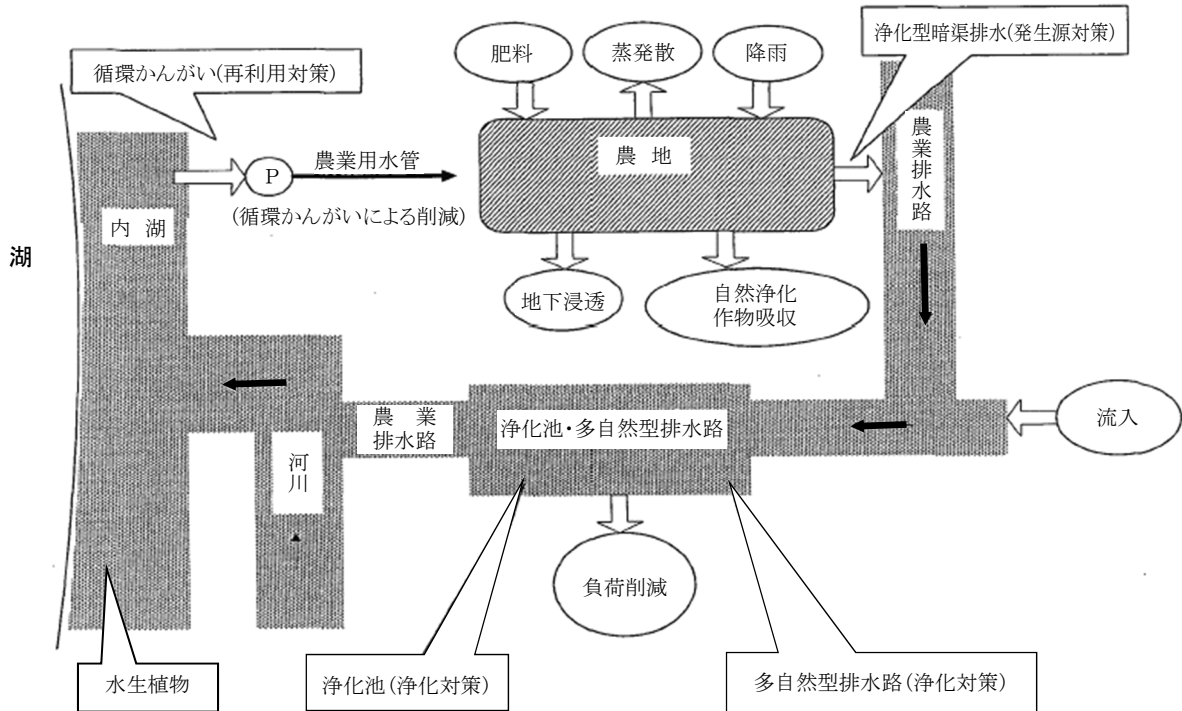 循環かんがい(再利用対策)
肥料
蒸発散
降雨
浄化型暗渠排水(発生源対策)
農業排水路
農 地
P
農業用水管
(循環かんがいによる削減)
内 湖
湖
地下浸透
自然浄化
作物吸収
農 業
排水路
浄化池・多自然型排水路
流入
河川
負荷削減
水生植物
浄化池(浄化対策)
多自然型排水路(浄化対策)